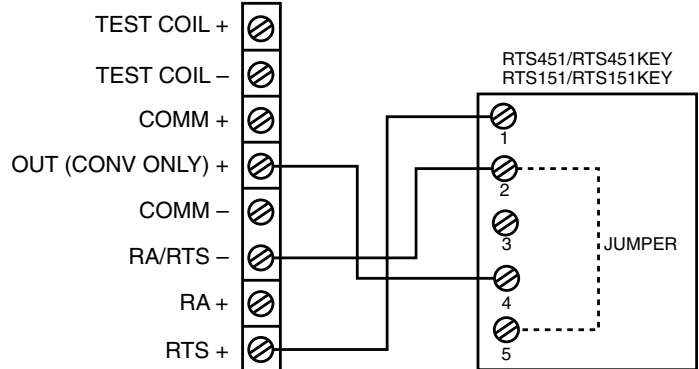 TEST COIL +
TEST COIL –
COMM +
OUT (CONV ONLY) +
COMM –
RA/RTS –
RA +
RTS +
RTS451/RTS451KEY
RTS151/RTS151KEY
1
2
3
4
5
JUMPER